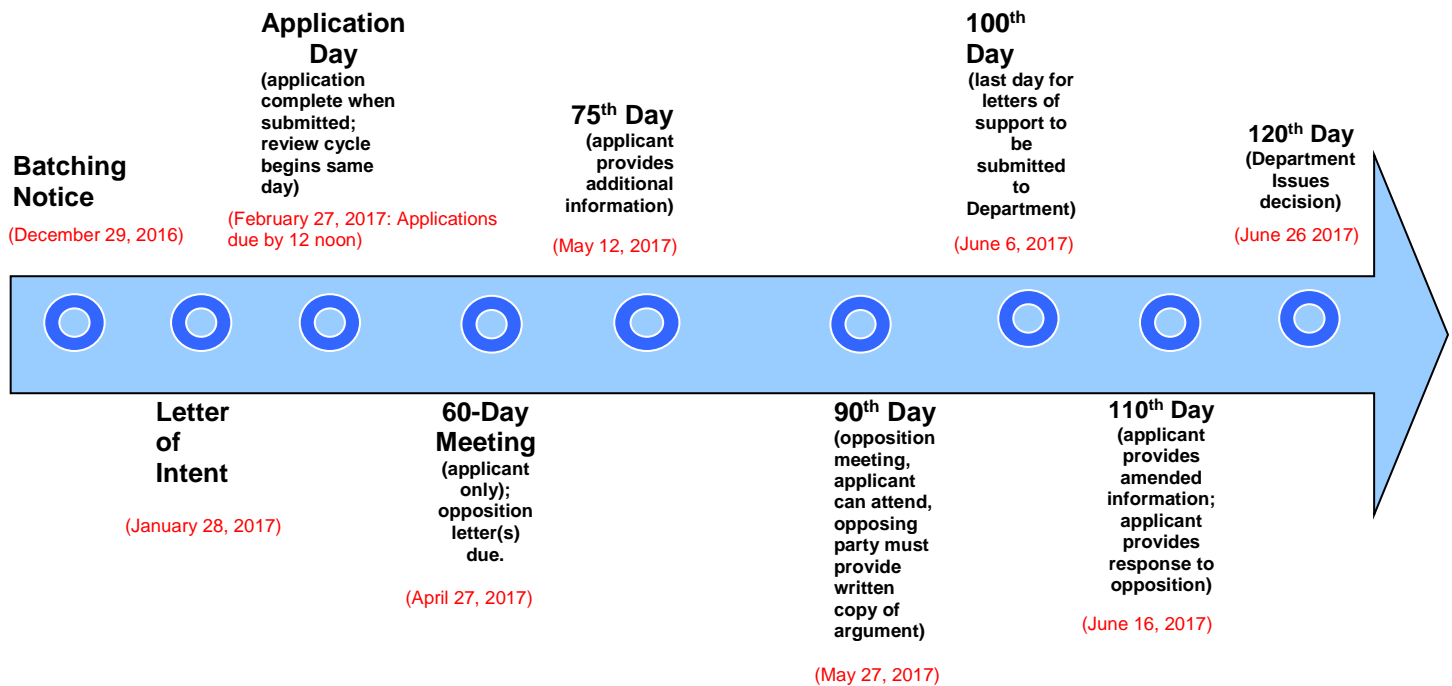 Batching
Notice
(December 29, 2016)
Letter
of
Intent
(January 28, 2017)
Application
Day
(application
complete when
submitted;
review cycle
begins same
day)
(February 27, 2017: Applications
due by 12 noon)
60-Day
Meeting
(applicant
only);
opposition
letter(s)
due.
(April 27, 2017)
75th Day
(applicant
provides
additional
information)
(May 12, 2017)
90th Day
(opposition
meeting,
applicant
can attend,
opposing
party must
provide
written
copy of
argument)
(May 27, 2017)
100th
Day
(last day for
letters of
support to
be
submitted
to
Department)
(June 6, 2017)
110th Day
(applicant
provides
amended
information;
applicant
provides
response to
opposition)
(June 16, 2017)
120th Day
(Department
Issues
decision)
(June 26 2017)